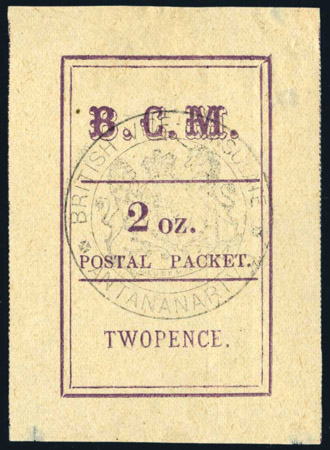 B. C. M.
BRITISH
2 oz.
POSTAL PACKET.
ANTANANARI
TWOPENCE.